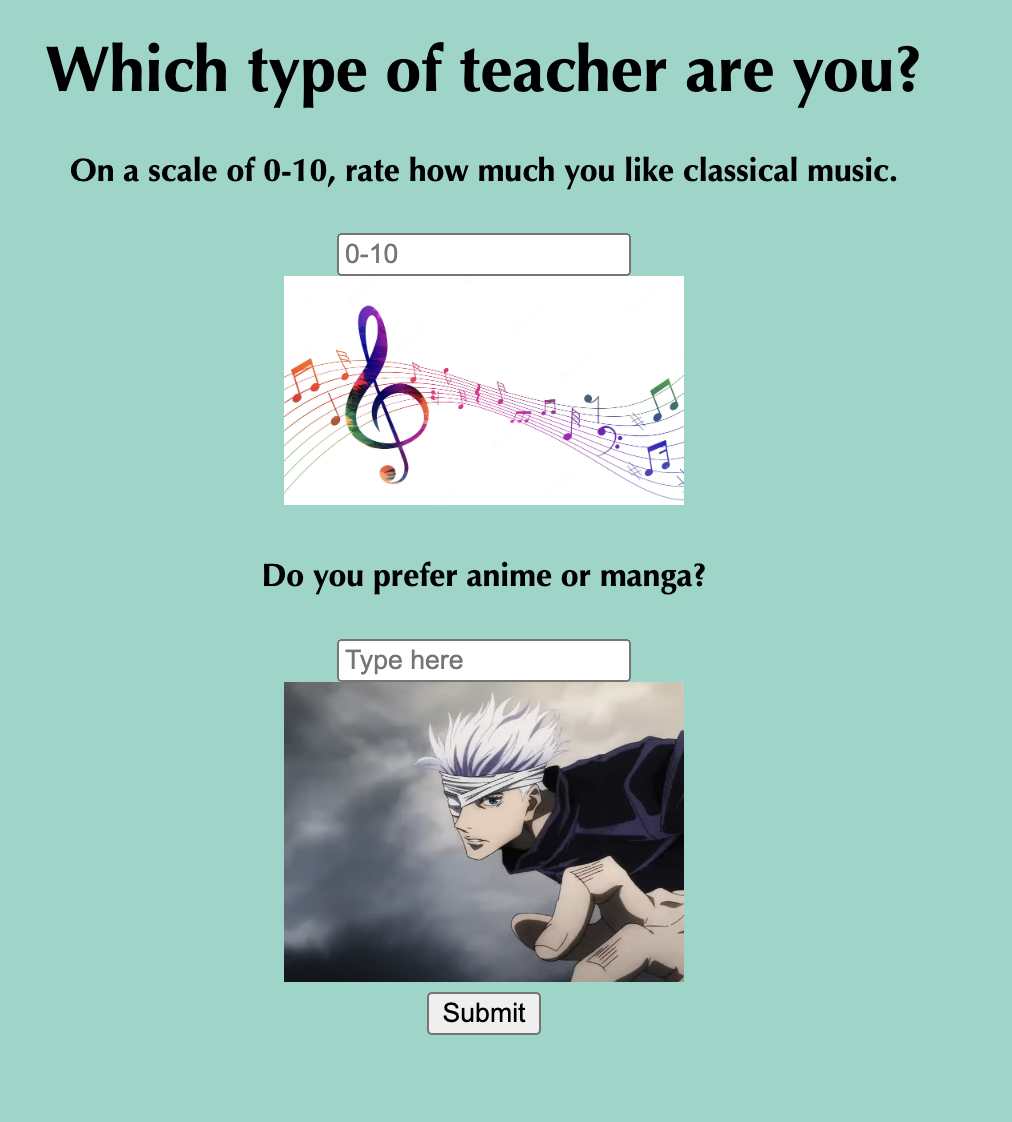 Which type of teacher are you?
On a scale of 0-10, rate how much you like classical music.
0-10
Do you prefer anime or manga?
Type here
Submit